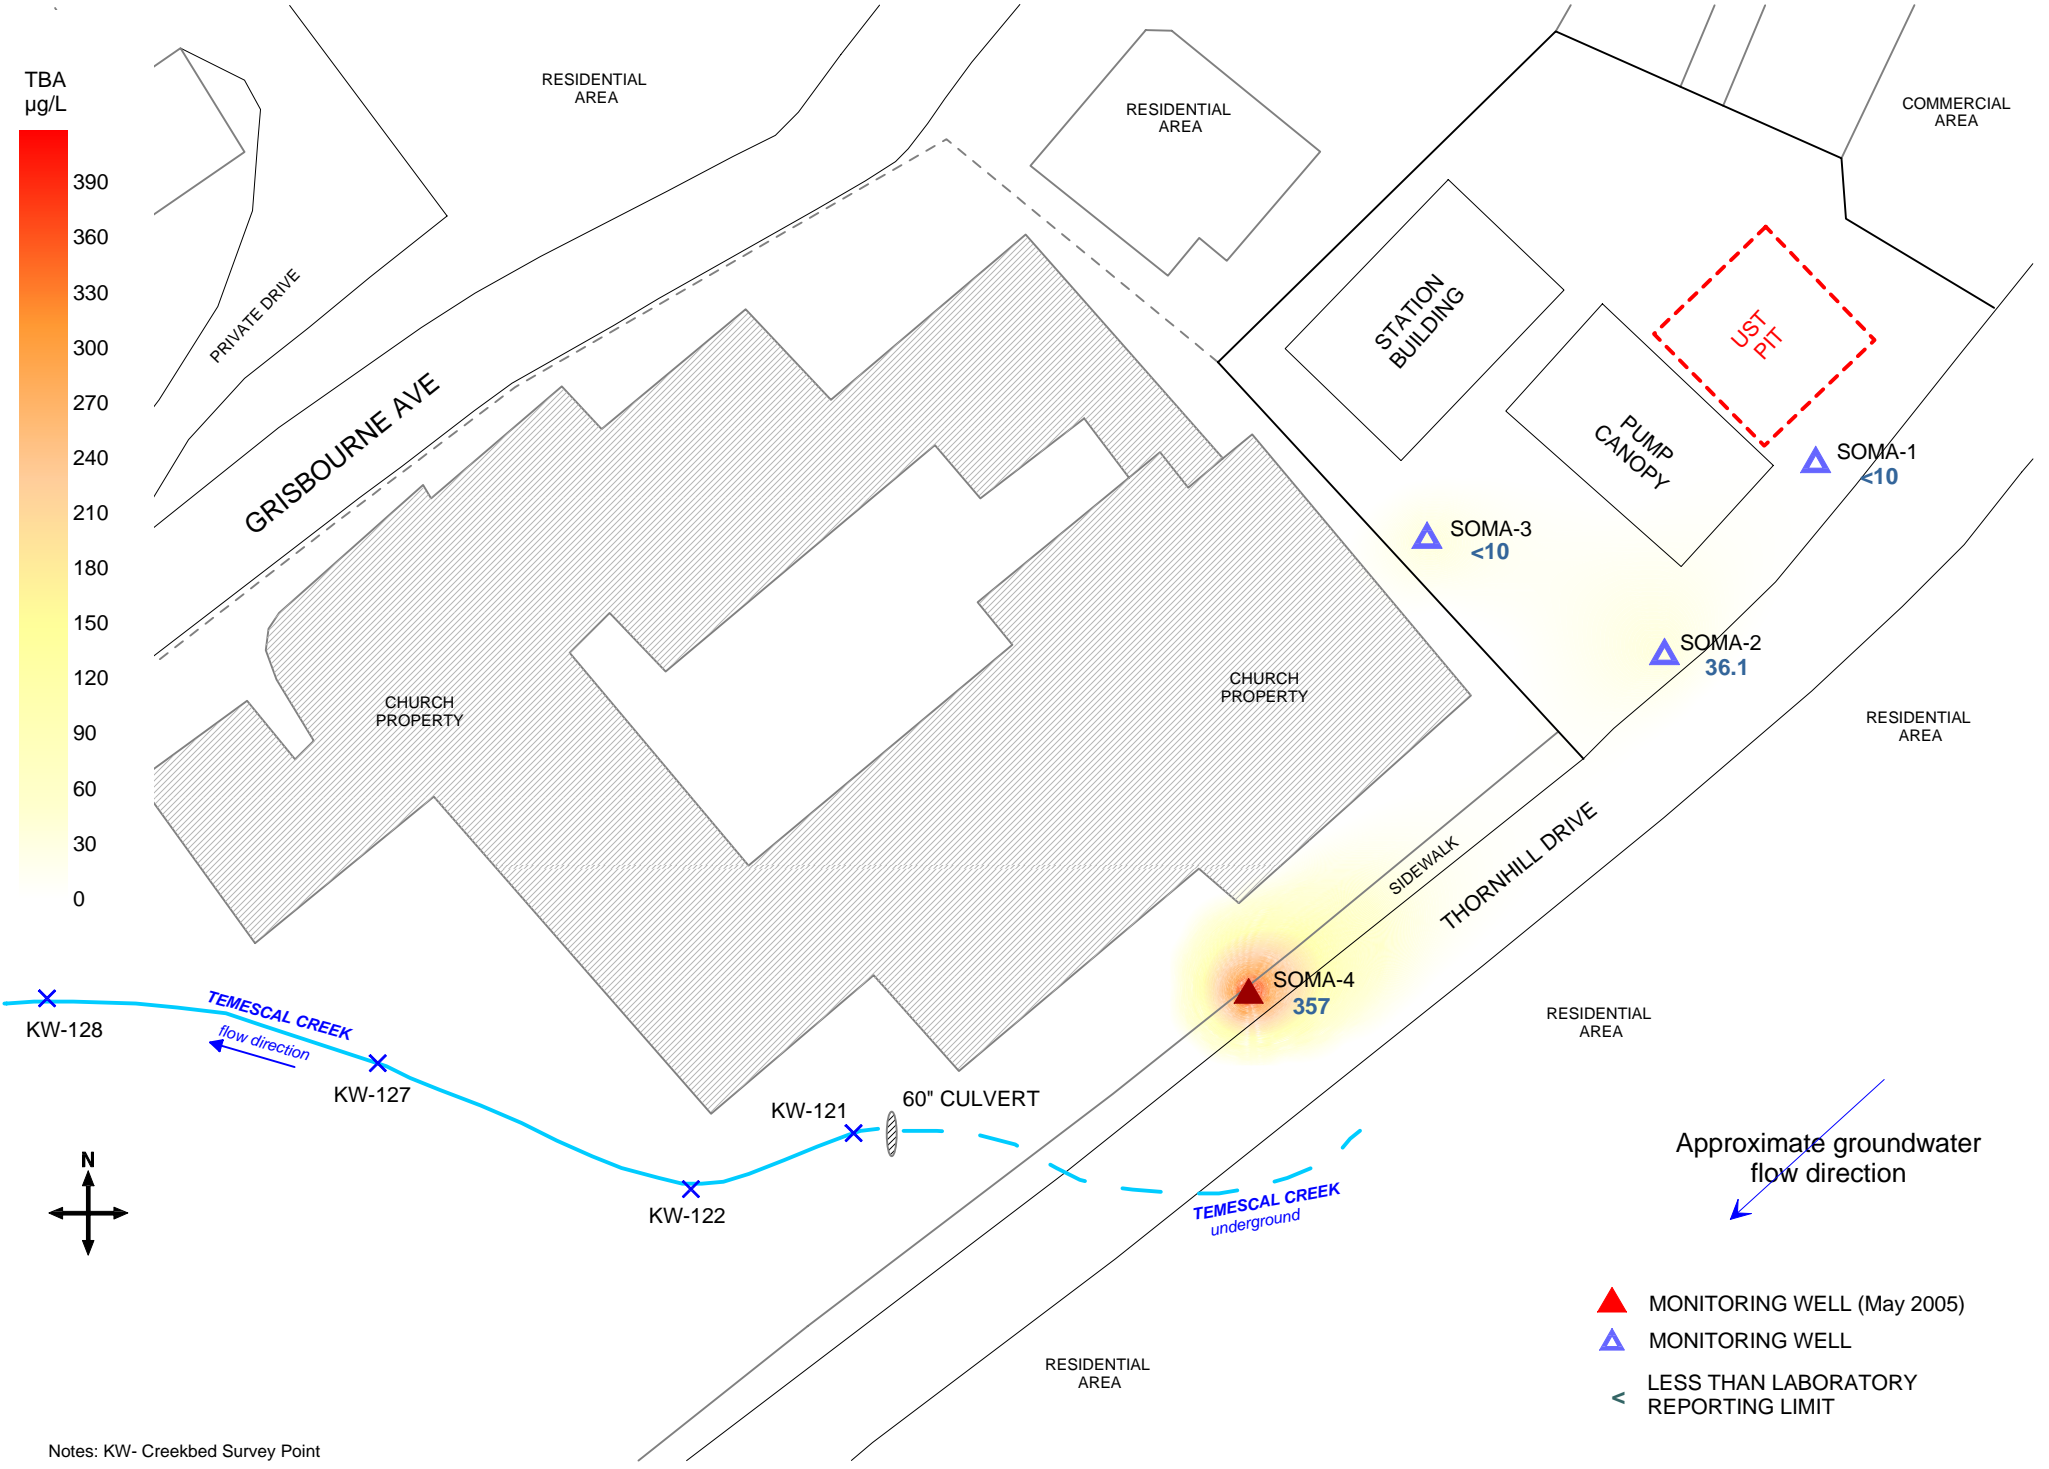 TBA
µg/L
390
360
330
300
270
240
210
180
150
120
90
60
30
0
RESIDENTIAL
AREA
RESIDENTIAL
AREA
COMMERCIAL
AREA
PRIVATE DRIVE
GRISBOURNE AVE
STATION
BUILDING
UST
PIT
PUMP
CANOPY
SOMA-1
<10
SOMA-3
<10
SOMA-2
36.1
CHURCH
PROPERTY
CHURCH
PROPERTY
RESIDENTIAL
AREA
SIDEWALK
THORNHILL DRIVE
SOMA-4
357
RESIDENTIAL
AREA
TEMESCAL CREEK
flow direction
KW-128
KW-127
KW-121
60" CULVERT
KW-122
TEMESCAL CREEK
underground
N
Approximate groundwater
flow direction
MONITORING WELL (May 2005)
MONITORING WELL
< LESS THAN LABORATORY
REPORTING LIMIT
RESIDENTIAL
AREA
Notes: KW- Creekbed Survey Point